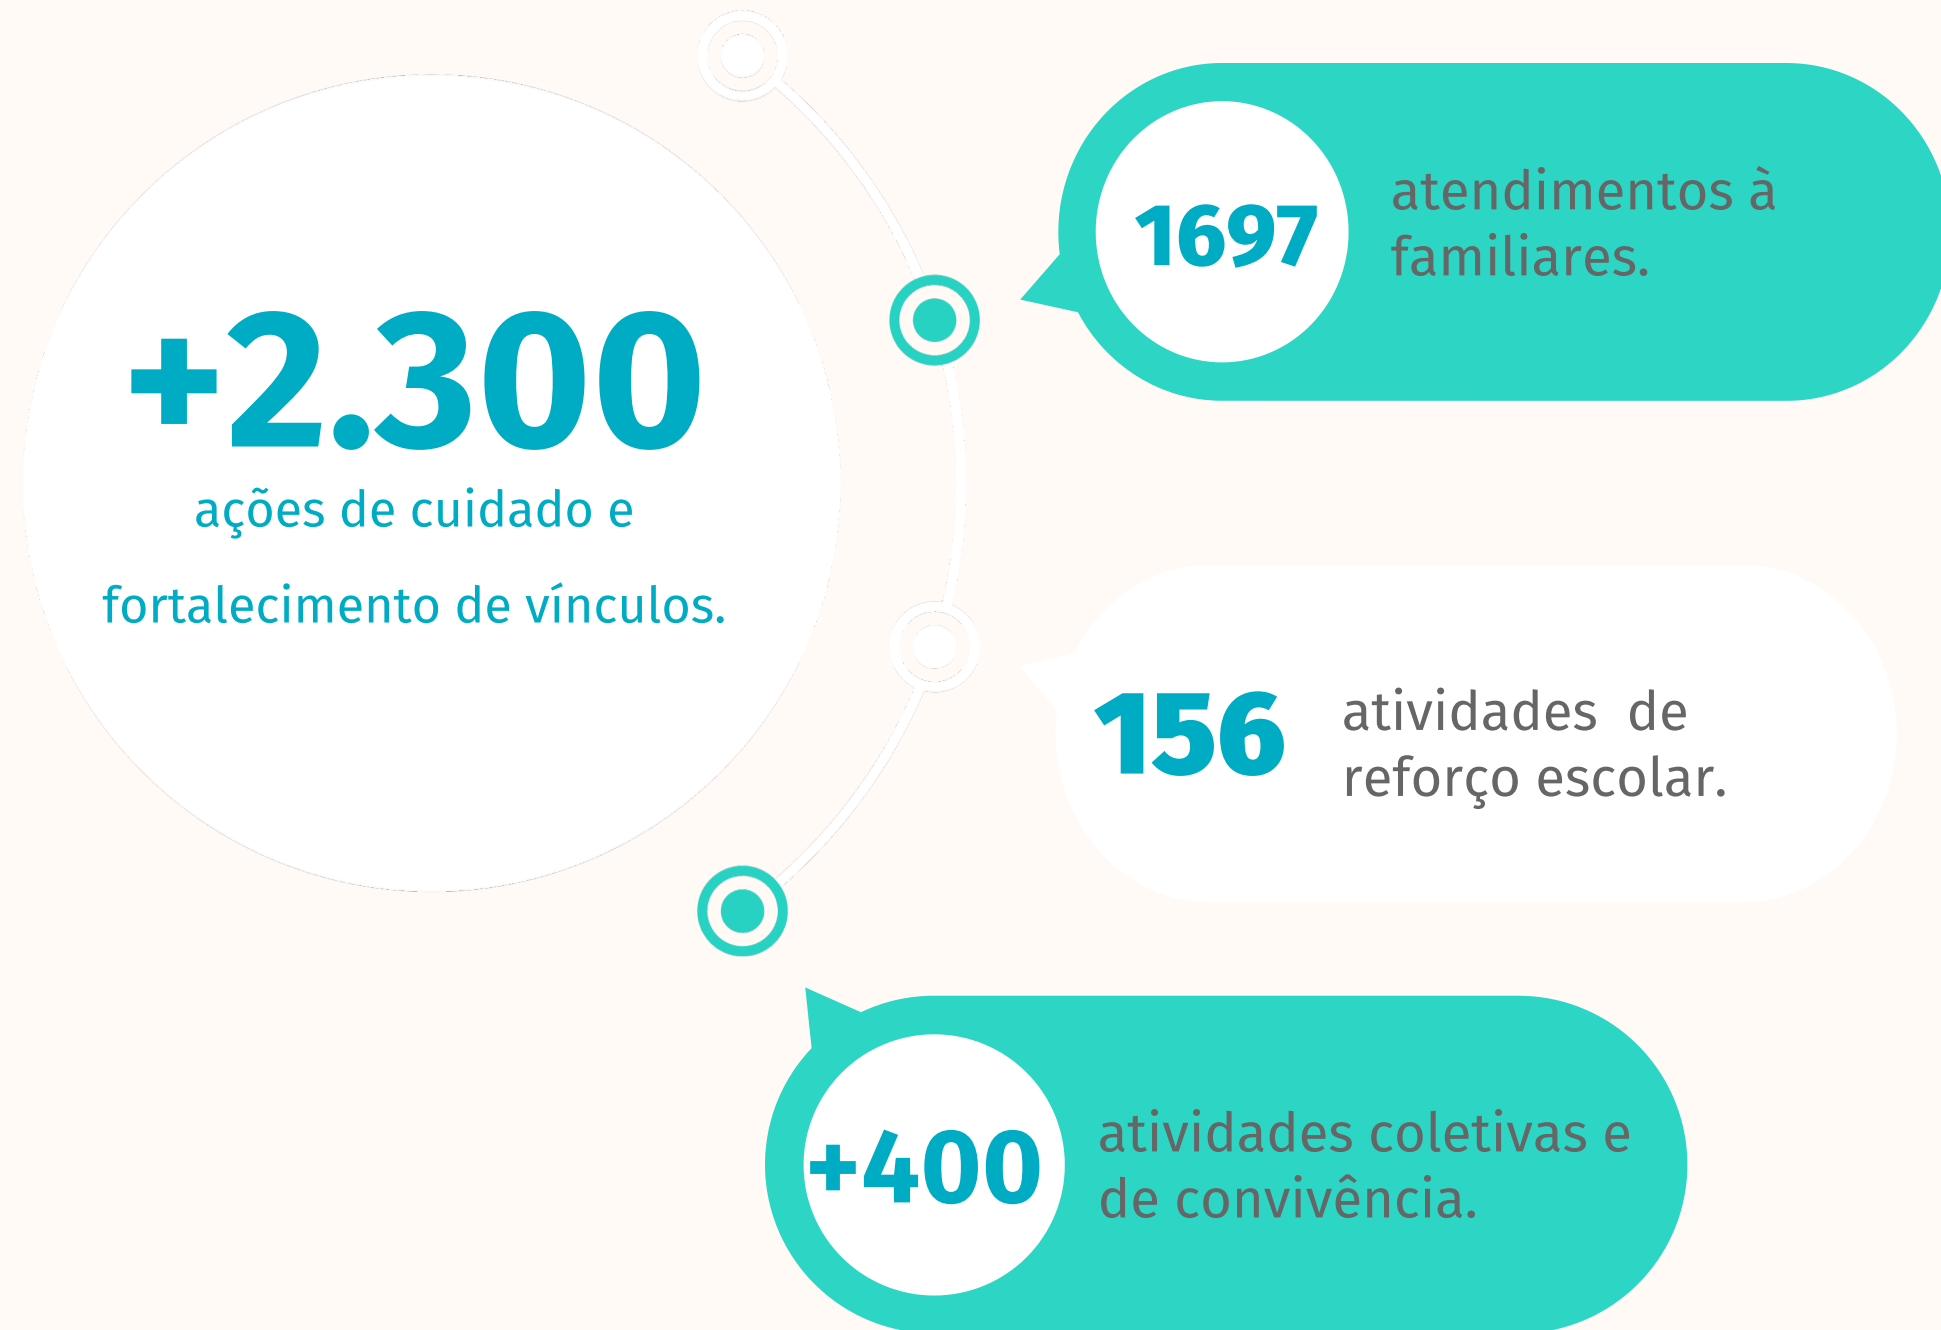 +2.300
ações de cuidado e
fortalecimento de vínculos.
1697
atendimentos à
familiares.
156
atividades de
reforço escolar.
+400
atividades coletivas e
de convivência.